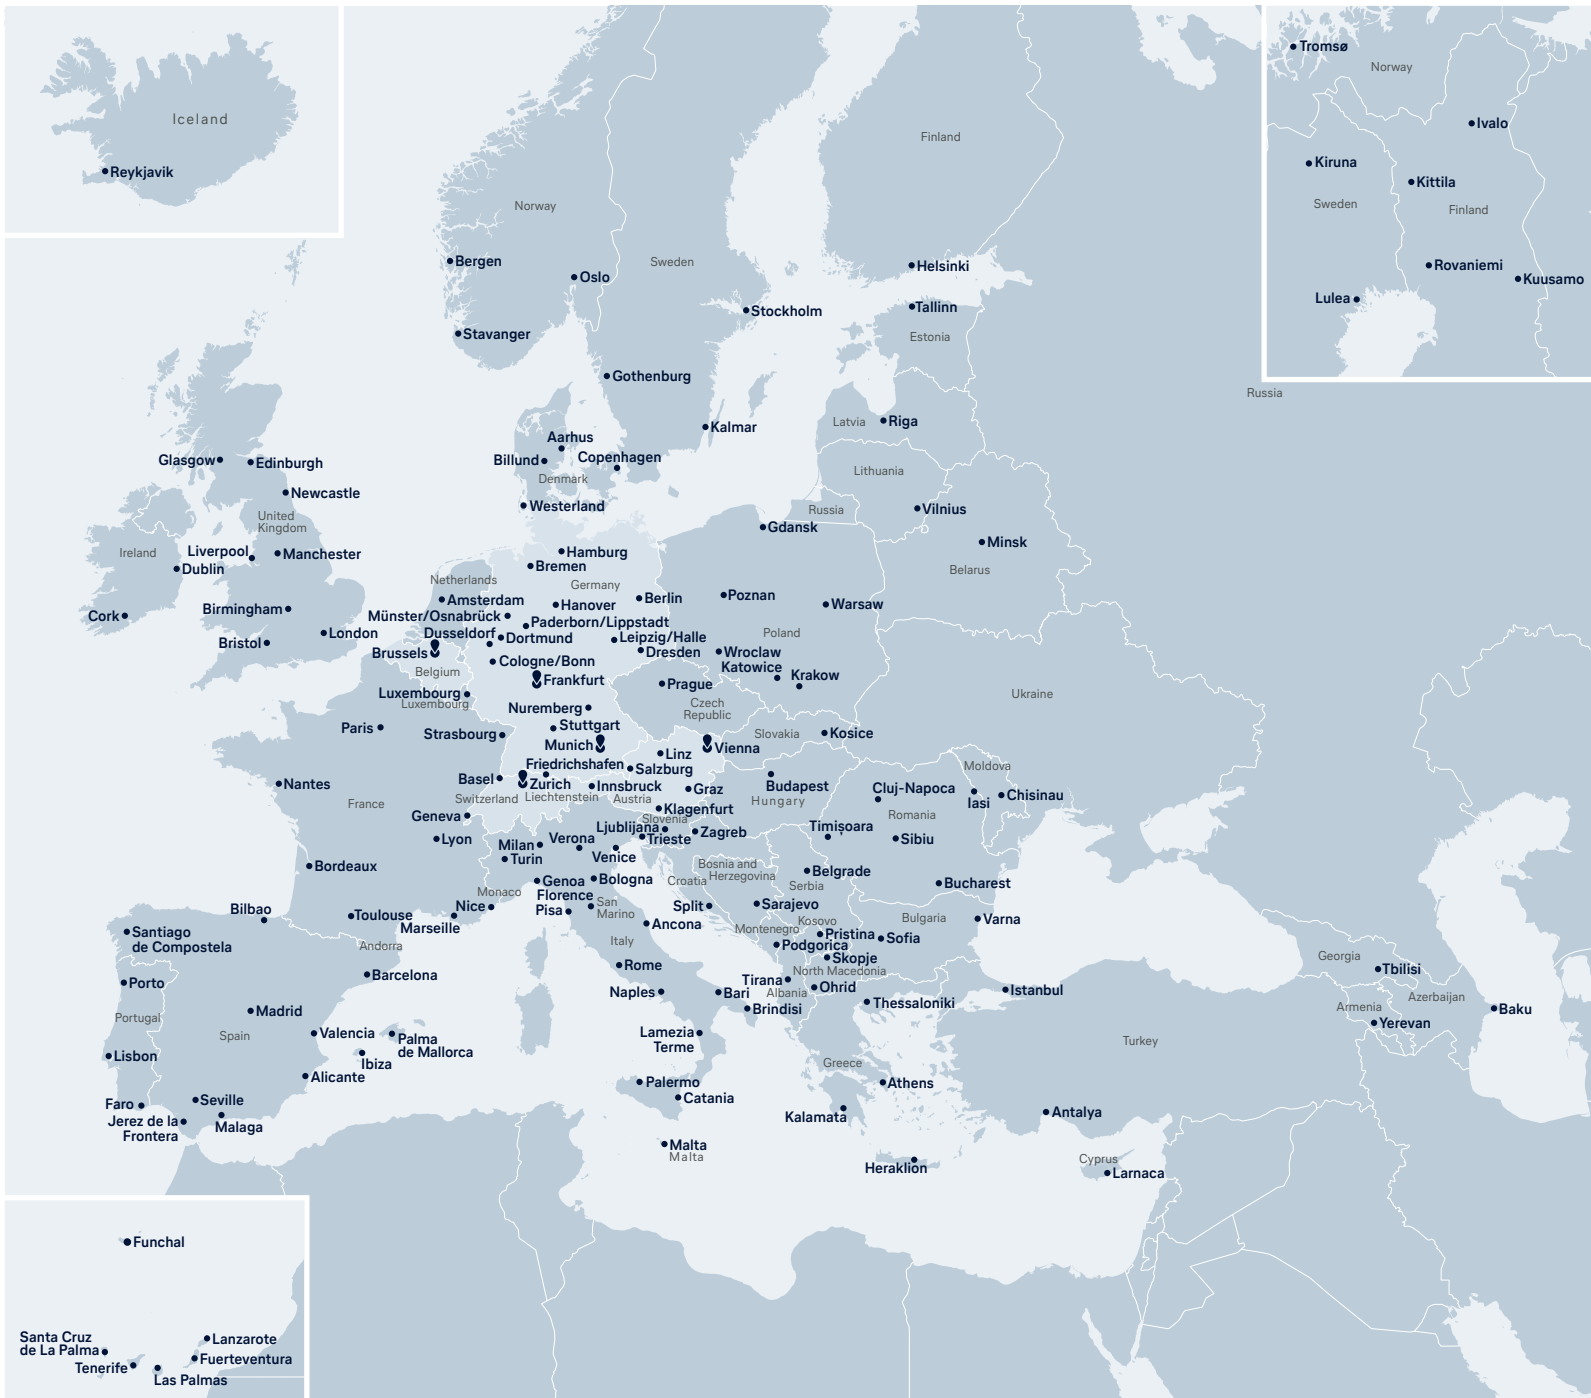 Iceland
Reykjavik
Tromsø
Norway
Ivalo
Kiruna
Kittila
Sweden
Finland
Rovaniemi
Kuusamo
Lulea
Finland
Norway
Bergen
Oslo
Sweden
Helsinki
Stockholm
Tallinn
Stavanger
Estonia
Gothenburg
Russia
Latvia
Riga
Kalmar
Aarhus
Billund
Copenhagen
Denmark
Glasgow
Edinburgh
Lithuania
Newcastle
Westerland
Russia
Vilnius
United
Kingdom
Gdansk
Minsk
Ireland
Liverpool
Manchester
Dublin
Hamburg
Bremen
Belarus
Netherlands
Germany
Amsterdam
Hanover
Berlin
Poznan
Warsaw
Cork
Birmingham
Münster/Osnabrück
Paderborn/Lippstadt
London
Bristol
Dusseldorf
Dortmund
Leipzig/Halle
Poland
Brussels
Dresden
Wroclaw
Cologne/Bonn
Katowice
Belgium
Frankfurt
Krakow
Prague
Luxembourg
Luxembourg
Ukraine
Czech
Republic
Nuremberg
Paris
Strasbourg
Stuttgart
Slovakia
Kosice
Munich
Vienna
Linz
Friedrichshafen
Salzburg
Moldova
Nantes
Basel
Zurich
Innsbruck
Graz
Budapest
Cluj-Napoca
Iasi
Chisinau
France
Switzerland
Liechtenstein
Austria
Hungary
Klagenfurt
Geneva
Slovenia
Romania
Ljublijana
Zagreb
Timișoara
Lyon
Milan
Verona
Trieste
Sibiu
Turin
Venice
Bordeaux
Bosnia and
Herzegovina
Belgrade
Genoa
Bologna
Croatia
Serbia
Bucharest
Monaco
Florence
San
Marino
Bilbao
Toulouse
Nice
Pisa
Split
Sarajevo
Marseille
Ancona
Kosovo
Bulgaria
Varna
Santiago
de Compostela
Andorra
Italy
Montenegro
Pristina
Sofia
Podgorica
Skopje
Georgia
Tbilisi
Barcelona
Rome
North Macedonia
Porto
Tirana
Ohrid
Naples
Bari
Albania
Istanbul
Thessaloniki
Azerbaijan
Armenia
Baku
Madrid
Brindisi
Portugal
Yerevan
Spain
Valencia
Palma
de Mallorca
Lamezia
Terme
Turkey
Lisbon
Ibiza
Greece
Alicante
Palermo
Athens
Catania
Seville
Faro
Jerez de la
Frontera
Malaga
Kalamata
Antalya
Malta
Malta
Heraklion
Cyprus
Larnaca
Funchal
Santa Cruz
de La Palma
Lanzarote
Fuerteventura
Tenerife
Las Palmas